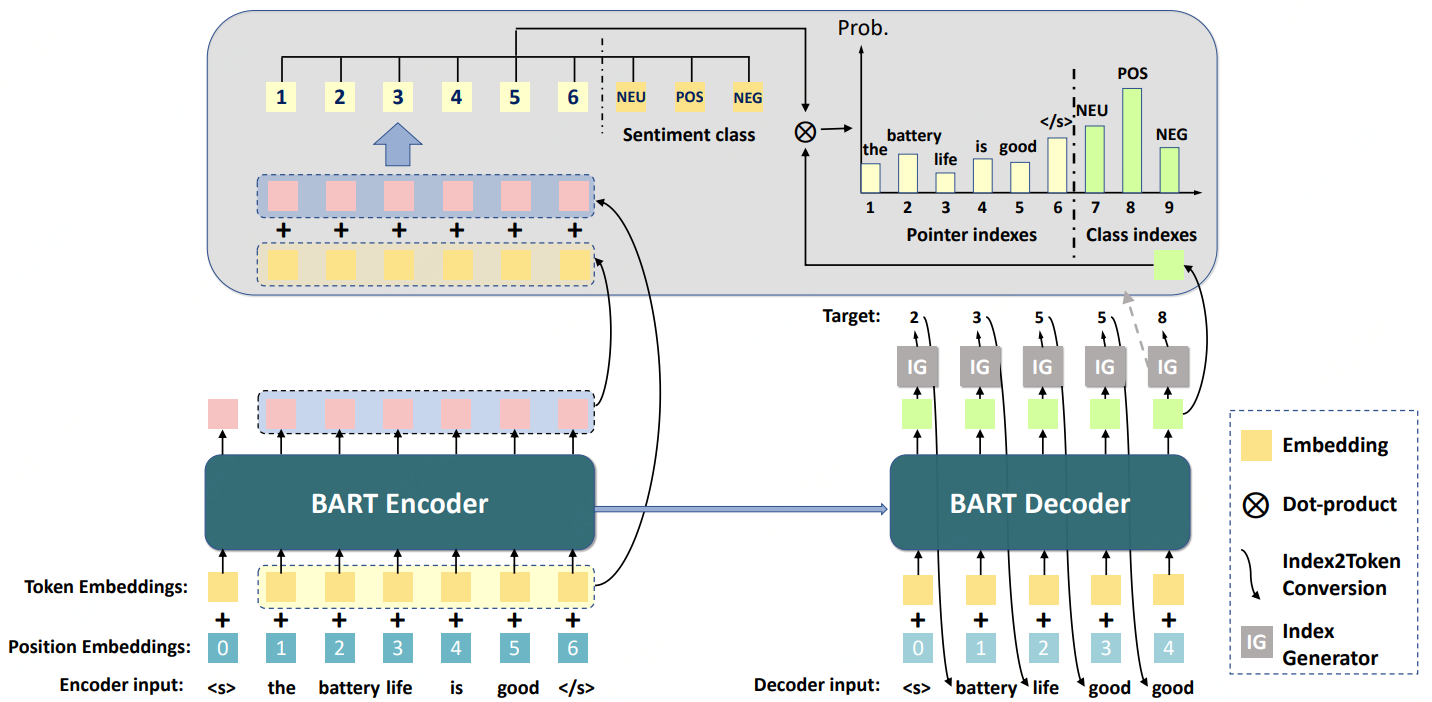 Prob.
1 2 3 4 5 6 NEU POS NEG
Sentiment class
the battery life is good </s> NEU POS NEG
1 2 3 4 5 6 7 8 9
Pointer indexes Class indexes
+ + + + + +
Target: 2 3 5 5 8
IG IG IG IG IG
BART Encoder
BART Decoder
Token Embeddings:
+ + + + + + +
+ + + + +
Position Embeddings: 0 1 2 3 4 5 6
0 1 2 3 4
Encoder input: <s> the battery life is good </s>
Decoder input: <s> battery life good good
Embedding
Dot-product
Index2Token
Conversion
IG Index
Generator